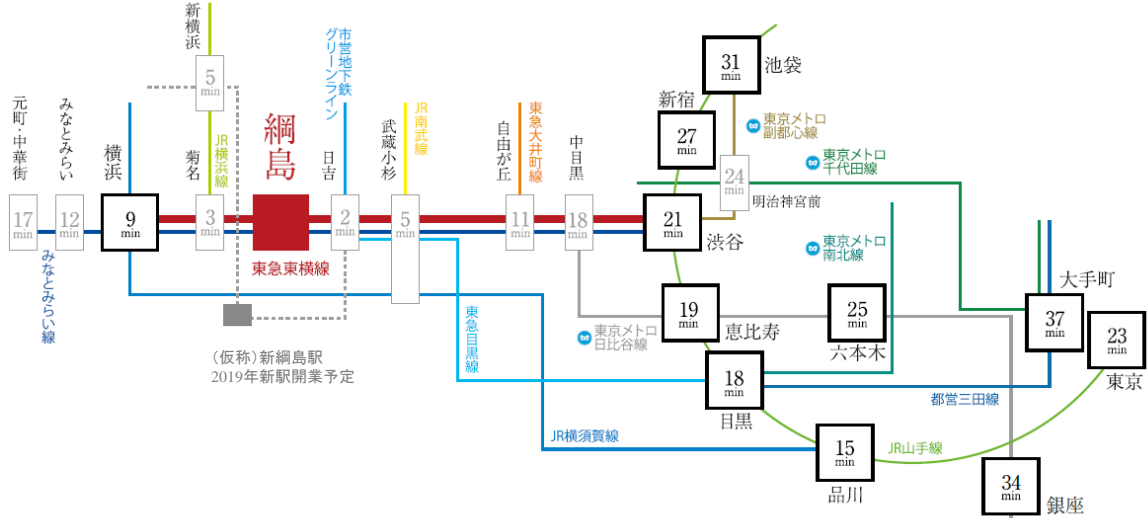 元町・中華街
17
min
みなとみらい
12
min
みなとみらい線
横浜
9
min
新横浜
5
min
JR横浜線
菊名
3
min
綱島
東急東横線
(仮称)新綱島駅
2019年新駅開業予定
市営地下鉄
グリーンライン
日吉
2
min
JR南武線
武蔵小杉
5
min
東急目黒線
東急大井町線
自由が丘
11
min
中目黒
18
min
31
min
池袋
新宿
27
min
東京メトロ
副都心線
東京メトロ
千代田線
24
min
明治神宮前
21
min
渋谷
東京メトロ
南北線
19
min
恵比寿
東京メトロ
日比谷線
25
min
六本木
大手町
37
min
23
min
東京
18
min
目黒
都営三田線
JR横須賀線
15
min
品川
JR山手線
34
min
銀座